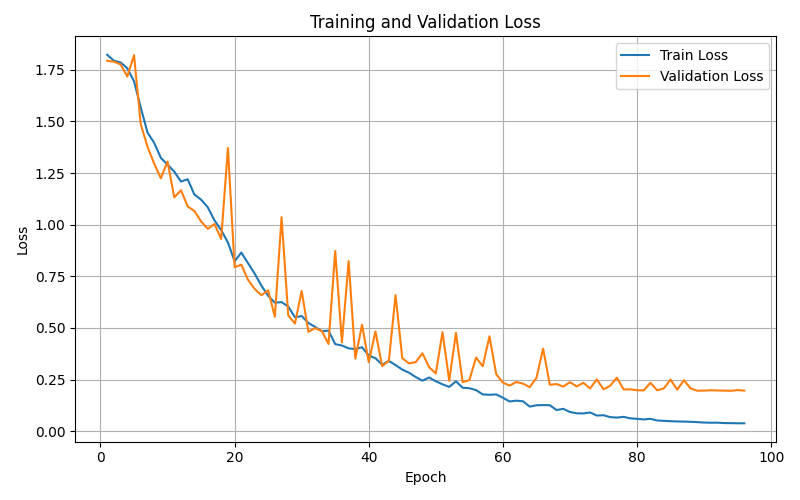 Training and Validation Loss
Train Loss
Validation Loss
Loss
1.75
1.50
1.25
1.00
0.75
0.50
0.25
0.00
0 20 40 60 80 100
Epoch